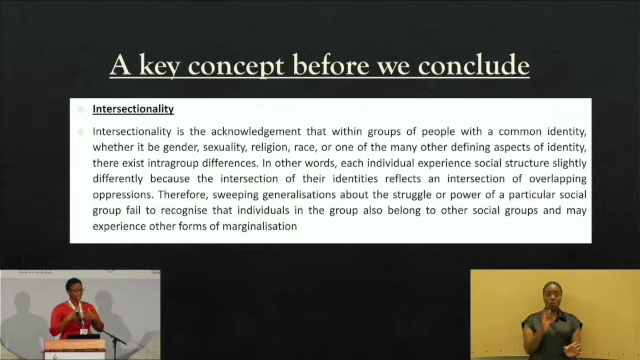 A key concept before we conclude
Intersectionality
Intersectionality is the acknowledgement that within groups of people with a common identity,
whether it be gender, sexuality, religion, race, or one of the many other defining aspects of identity,
there exist intragroup differences. In other words, each individual experience social structure slightly
differently because the intersection of their identities reflects an intersection of overlapping
oppressions. Therefore, sweeping generalisations about the struggle or power of a particular social
group fail to recognise that individuals in the group also belong to other social groups and may
experience other forms of marginalisation